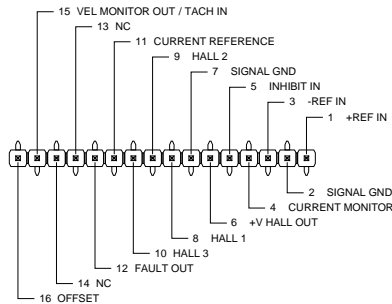 15 VEL MONITOR OUT / TACH IN
13 NC
11 CURRENT REFERENCE
9 HALL 2
7 SIGNAL GND
5 INHIBIT IN
3 -REF IN
1 +REF IN
2 SIGNAL GND
4 CURRENT MONITOR
6 +V HALL OUT
8 HALL 1
10 HALL 3
12 FAULT OUT
14 NC
16 OFFSET